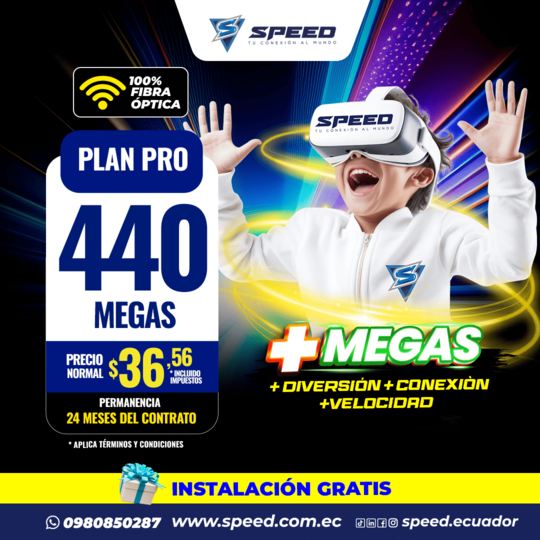 SPEED
TU CONEXIÓN AL MUNDO
100%
FIBRA
ÓPTICA
SPEED
TU CONEXIÓN AL MUNDO
PLAN PRO
440
MEGAS
PRECIO
NORMAL
$36,56
*INCLUIDO
IMPUESTOS
PERMANENCIA
24 MESES DEL CONTRATO
* APLICA TÉRMINOS Y CONDICIONES
S
+ MEGAS
+ DIVERSIÓN + CONEXIÒN
+VELOCIDAD
INSTALACIÓN GRATIS
0980850287 www.speed.com.ec speed.ecuador